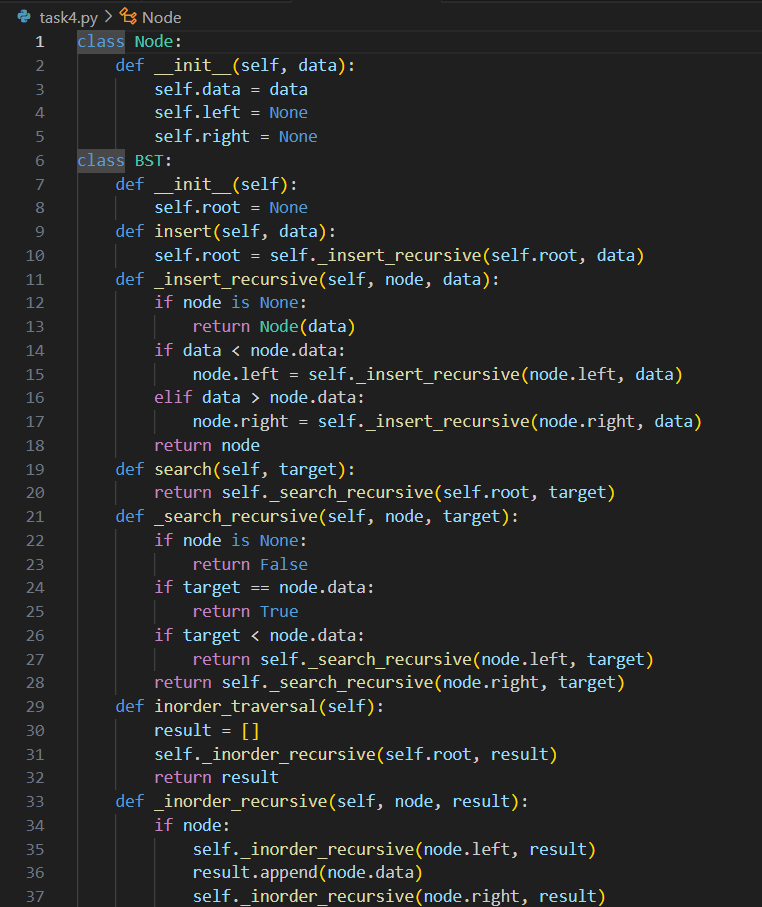 task4.py > Node
1 class Node:
2     def __init__(self, data):
3         self.data = data
4         self.left = None
5         self.right = None
6 class BST:
7     def __init__(self):
8         self.root = None
9     def insert(self, data):
10         self.root = self._insert_recursive(self.root, data)
11     def _insert_recursive(self, node, data):
12         if node is None:
13             return Node(data)
14         if data < node.data:
15             node.left = self._insert_recursive(node.left, data)
16         elif data > node.data:
17             node.right = self._insert_recursive(node.right, data)
18         return node
19     def search(self, target):
20         return self._search_recursive(self.root, target)
21     def _search_recursive(self, node, target):
22         if node is None:
23             return False
24         if target == node.data:
25             return True
26         if target < node.data:
27             return self._search_recursive(node.left, target)
28         return self._search_recursive(node.right, target)
29     def inorder_traversal(self):
30         result = []
31         self._inorder_recursive(self.root, result)
32         return result
33     def _inorder_recursive(self, node, result):
34         if node:
35             self._inorder_recursive(node.left, result)
36             result.append(node.data)
37             self._inorder_recursive(node.right, result)